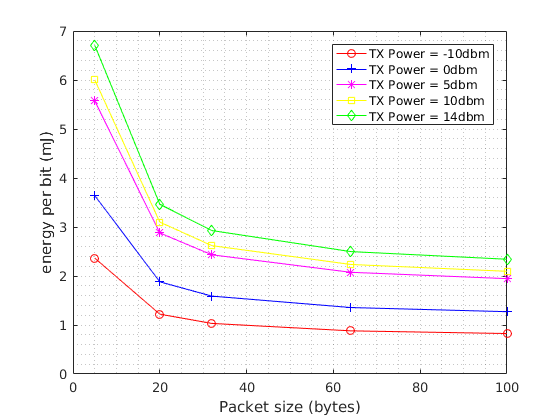 7
6
5
4
3
2
1
0
energy per bit (mJ)
TX Power = -10dbm
TX Power = 0dbm
TX Power = 5dbm
TX Power = 10dbm
TX Power = 14dbm
0 20 40 60 80 100
Packet size (bytes)